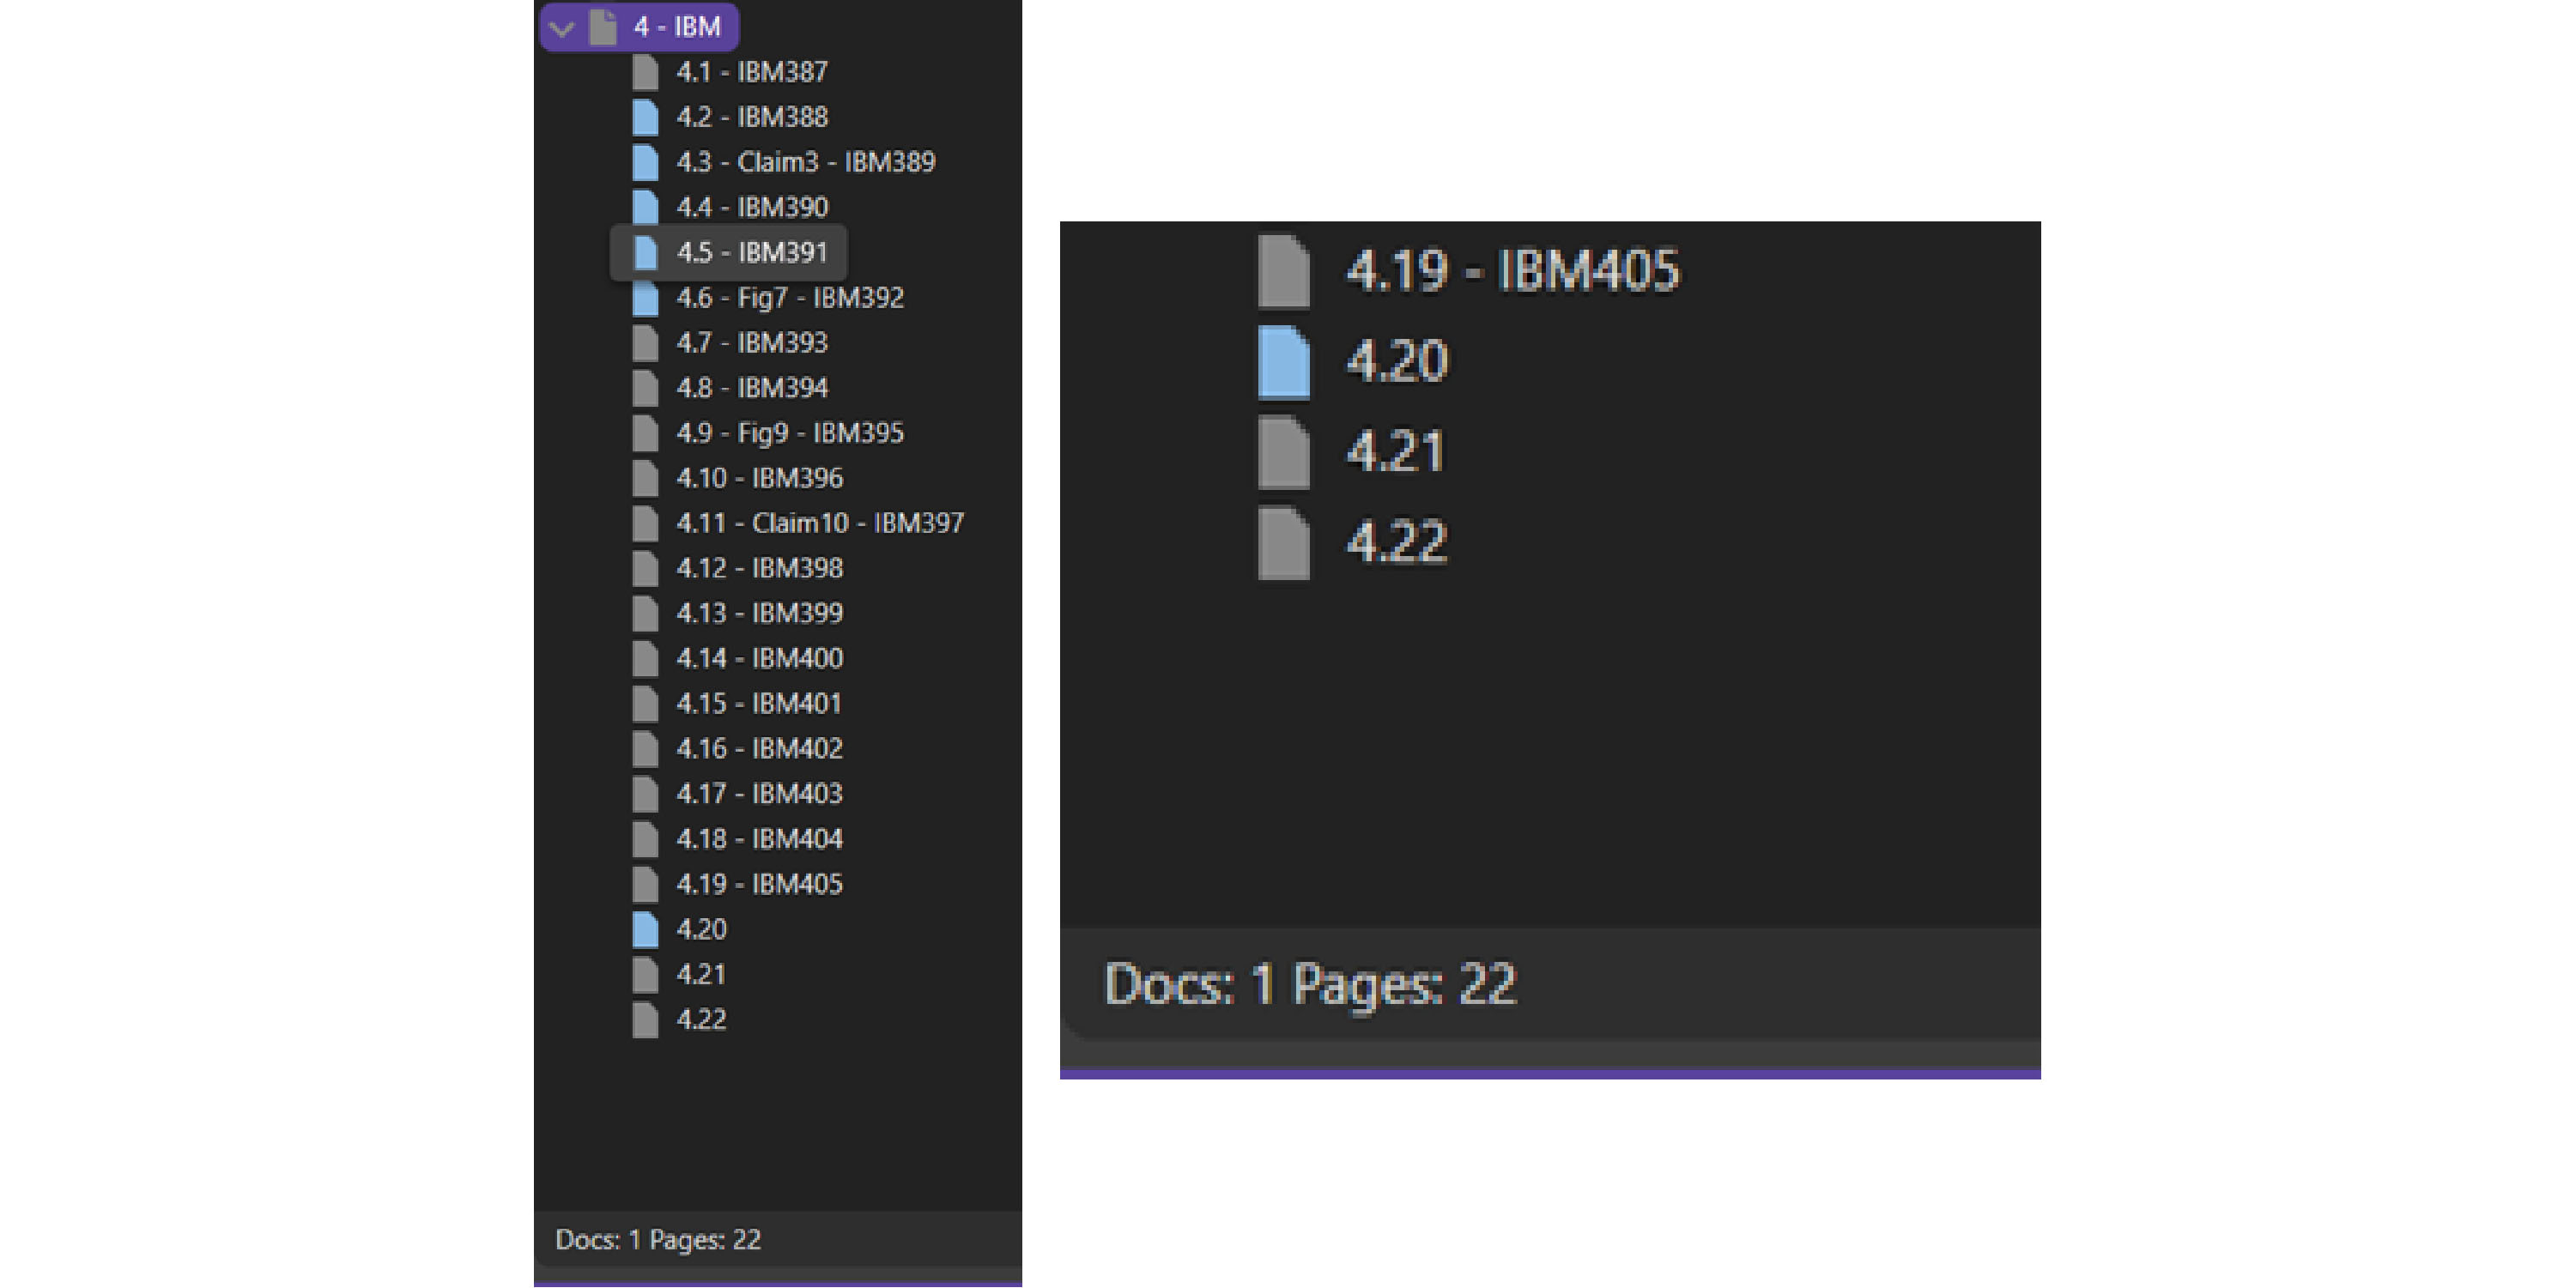 4 - IBM
4.1 - IBM387
4.2 - IBM388
4.3 - Claim3 - IBM389
4.4 - IBM390
4.5 - IBM391
4.6 - Fig7 - IBM392
4.7 - IBM393
4.8 - IBM394
4.9 - Fig9 - IBM395
4.10 - IBM396
4.11 - Claim10 - IBM397
4.12 - IBM398
4.13 - IBM399
4.14 - IBM400
4.15 - IBM401
4.16 - IBM402
4.17 - IBM403
4.18 - IBM404
4.19 - IBM405
4.20
4.21
4.22
Docs: 1 Pages: 22
4.19 - IBM405
4.20
4.21
4.22
Docs: 1 Pages: 22